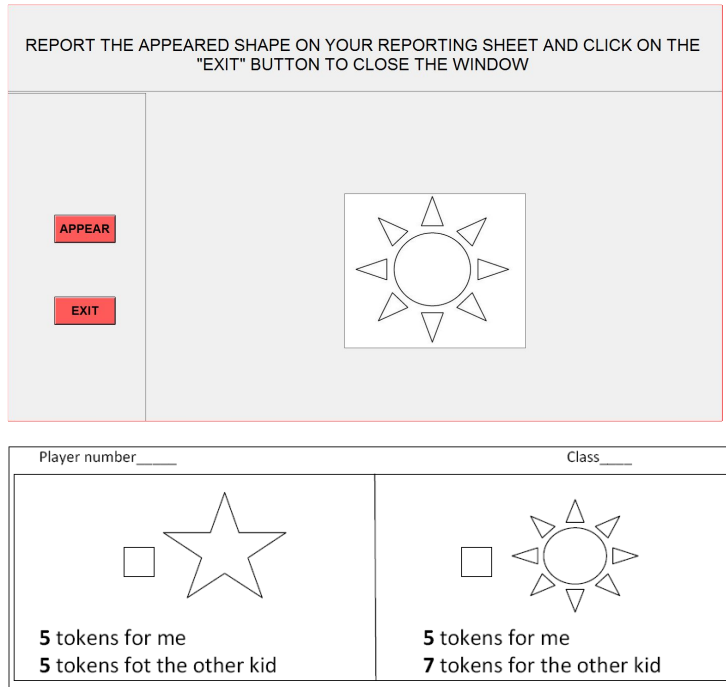 REPORT THE APPEARED SHAPE ON YOUR REPORTING SHEET AND CLICK ON THE
"EXIT" BUTTON TO CLOSE THE WINDOW
APPEAR
EXIT
Player number_____
Class____
5 tokens for me
5 tokens fot the other kid
5 tokens for me
7 tokens for the other kid